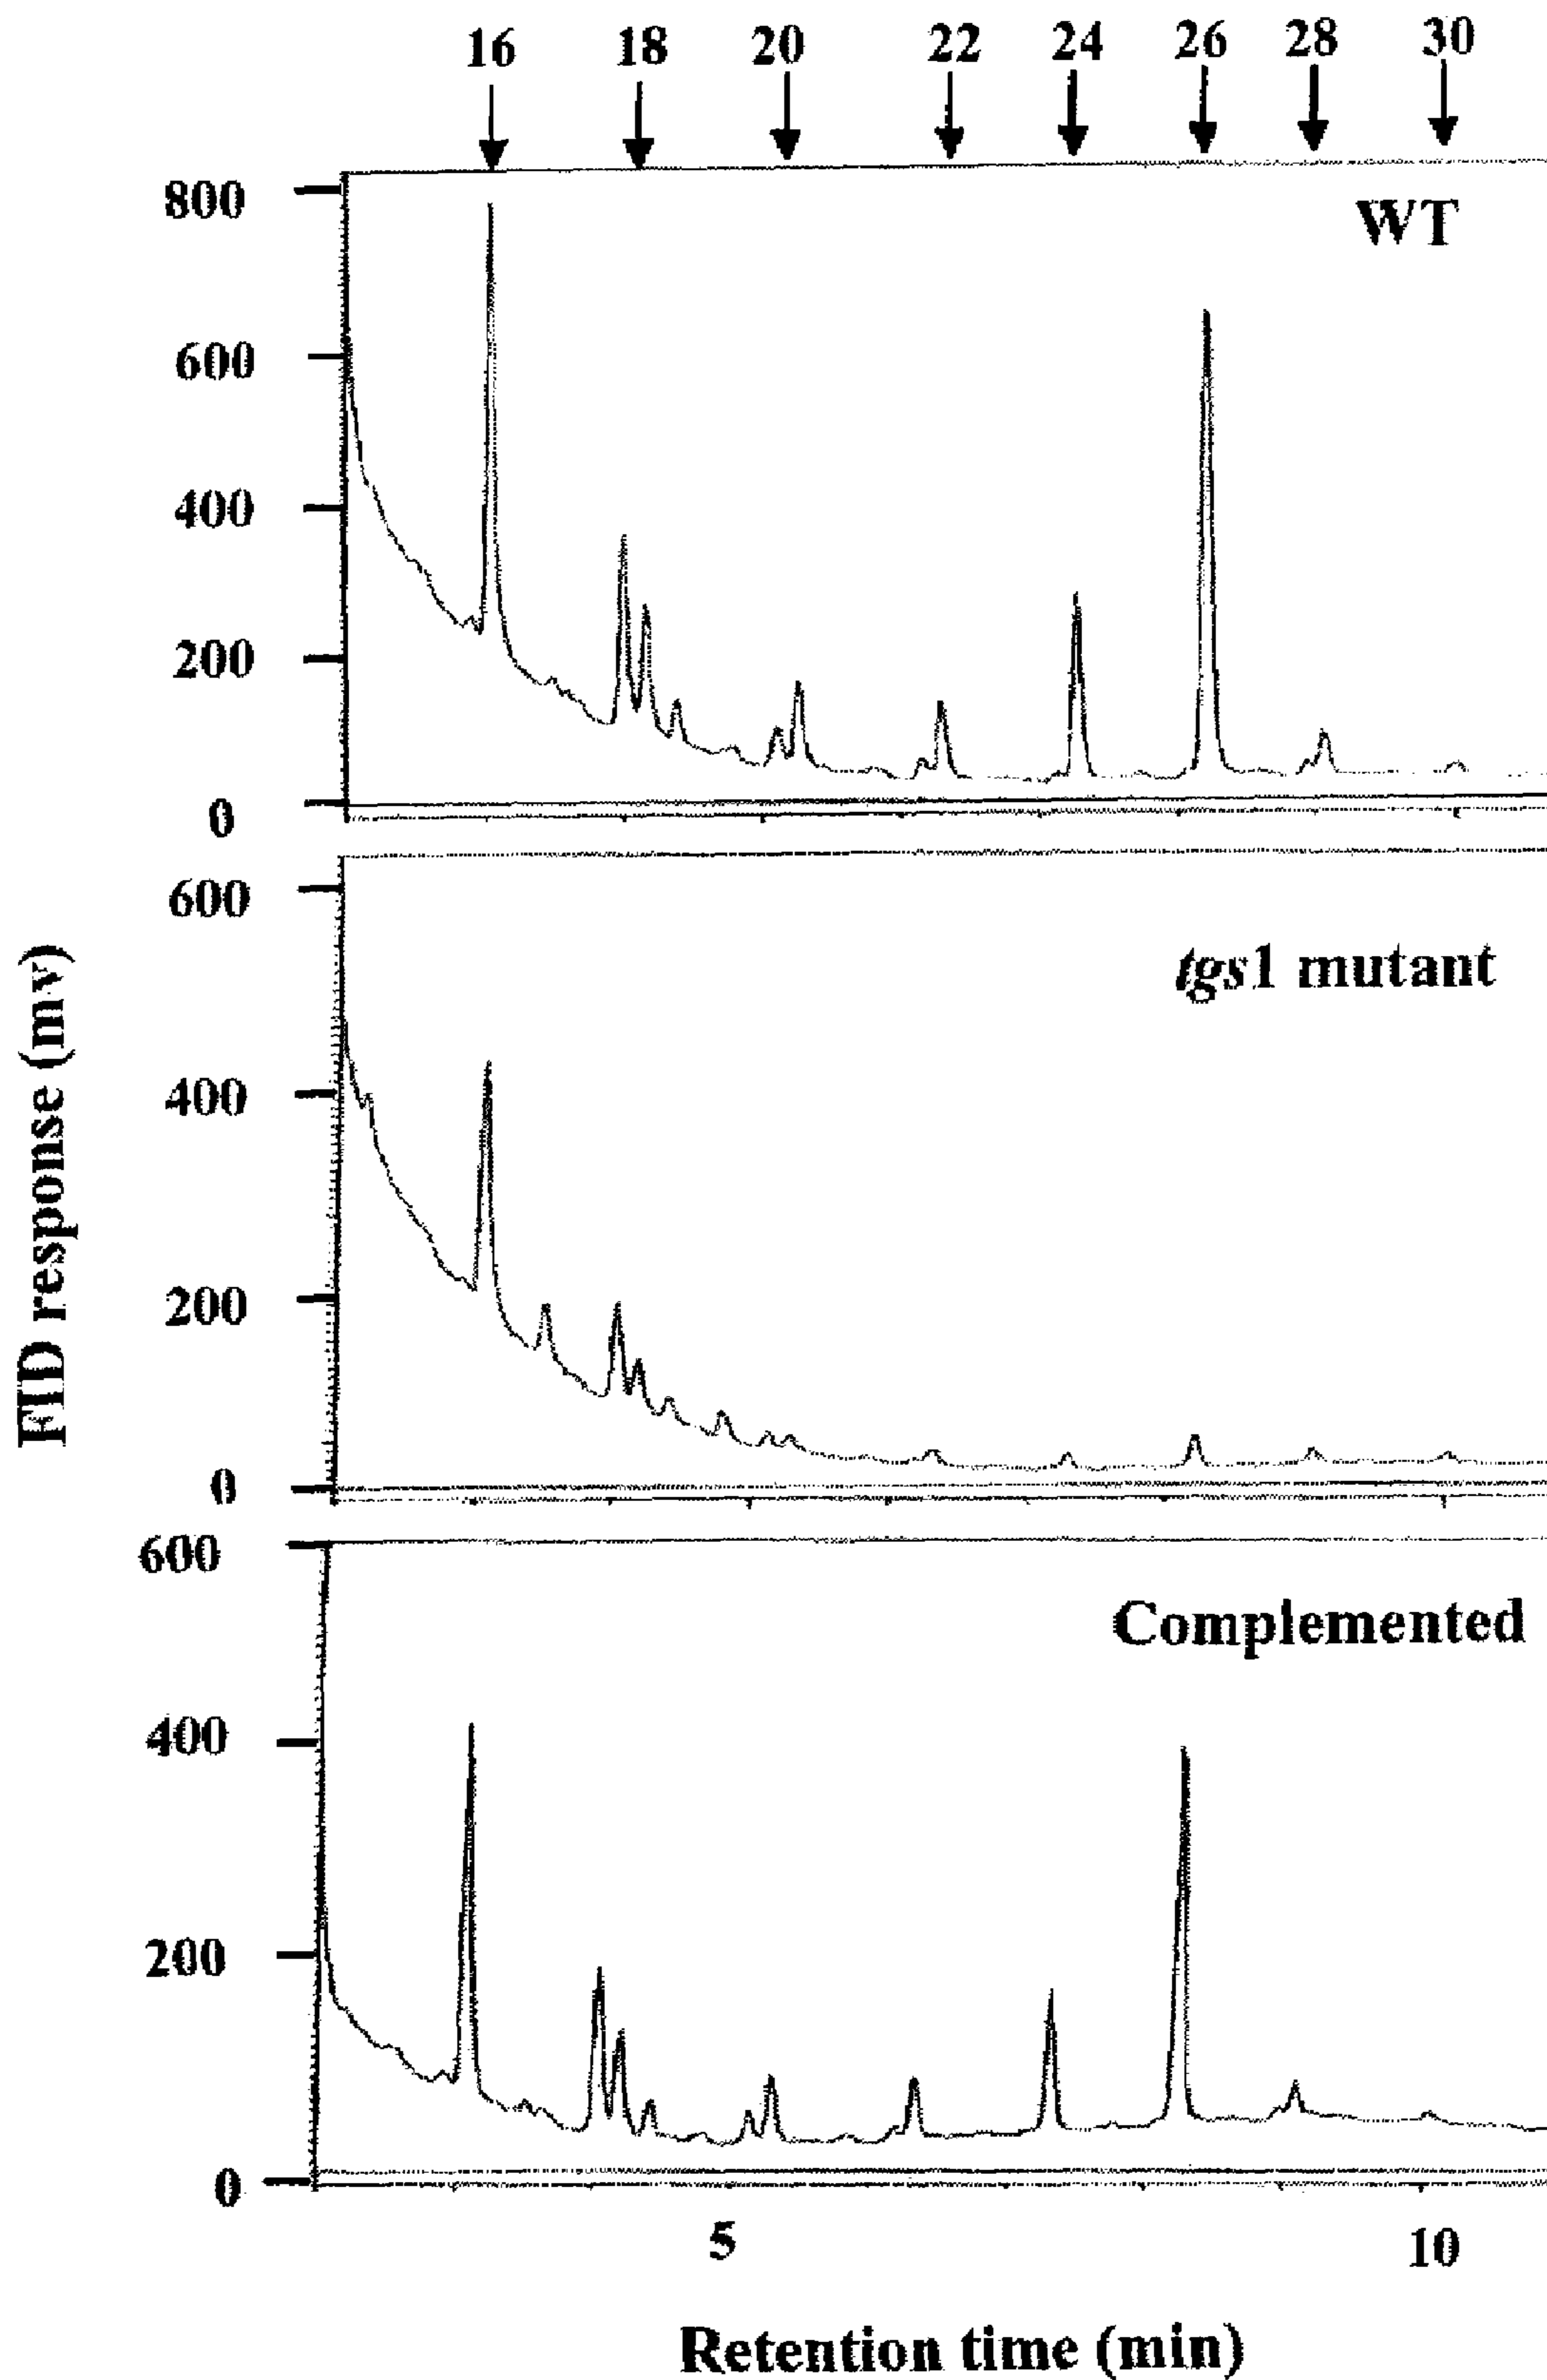 16 18 20 22 24 26 28 30
WT
800
600
400
200
0
tgs1 mutant
600
400
200
0
Complemented
600
400
200
0
5 10
FID response (mv)
Retention time (min)